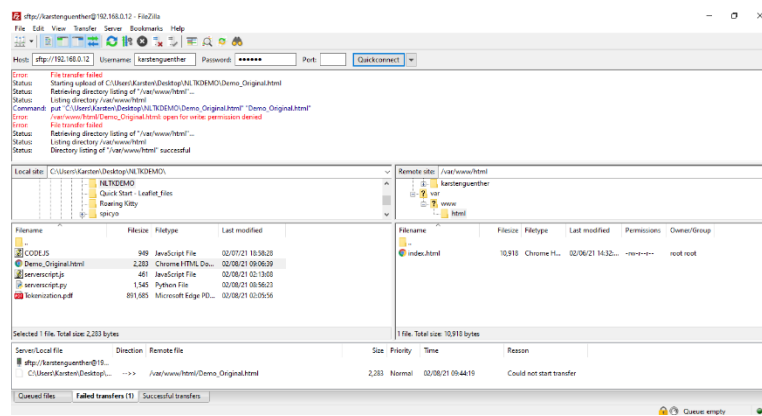 sftp://karstenguenther@192.168.0.12 - FileZilla
File Edit View Transfer Server Bookmarks Help
Host: sftp://192.168.0.12 Username: karstenguenther Password: ●●●●●● Port: Quickconnect
Error: File transfer failed
Status: Starting upload of C:\Users\Karsten\Desktop\NLTKDEMO\Demo_Original.html
Status: Retrieving directory listing of "/var/www/html"...
Status: Listing directory /var/www/html
Command: put "C:\Users\Karsten\Desktop\NLTKDEMO\Demo_Original.html" "Demo_Original.html"
Error: /var/www/html/Demo_Original.html: open for write: permission denied
Error: File transfer failed
Status: Retrieving directory listing of "/var/www/html"...
Status: Listing directory /var/www/html
Status: Directory listing of "/var/www/html" successful
Local site: C:\Users\Karsten\Desktop\NLTKDEMO\
NLTKDEMO
Quick Start - Leaflet_files
Roaring Kitty
spicyo
Remote site: /var/www/html
karstenguenther
var
www
html
Filename Filesize Filetype Last modified
..
CODE.JS 949 JavaScript File 02/07/21 18:58:28
Demo_Original.html 2,283 Chrome HTML Do... 02/08/21 09:06:39
serverscript.js 461 JavaScript File 02/08/21 02:13:08
serverscript.py 1,545 Python File 02/08/21 08:56:23
Tokenization.pdf 891,685 Microsoft Edge PD... 02/08/21 02:05:56
Selected 1 file. Total size: 2,283 bytes
Filename Filesize Filetype Last modified Permissions Owner/Group
..
index.html 10,918 Chrome H... 02/06/21 14:32:... -rw-r--r-- root root
1 file. Total size: 10,918 bytes
Server/Local file Direction Remote file Size Priority Time Reason
sftp://karstenguenther@19...
C:\Users\Karsten\Desktop\... -->> /var/www/html/Demo_Original.html 2,283 Normal 02/08/21 09:44:19 Could not start transfer
Queued files Failed transfers (1) Successful transfers
Queue: empty